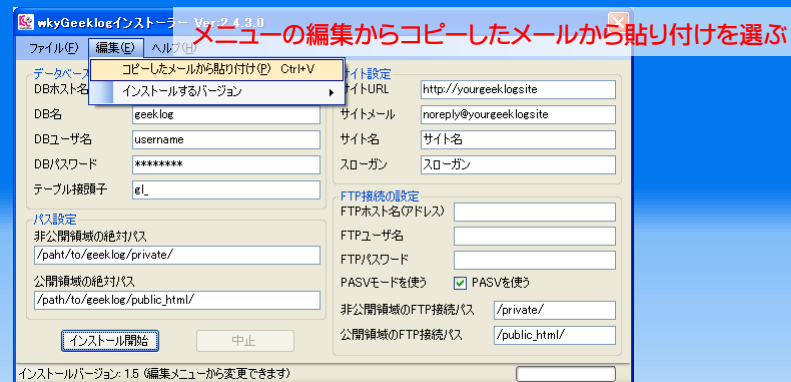 wkyGeeklogインストーラー Ver.2.4.3.0
メニューの編集からコピーしたメールから貼り付けを選ぶ
ファイル(F) 編集(E) ヘルプ(H)
コピーしたメールから貼り付け(P) Ctrl+V
インストールするバージョン
データベース
DBホスト名
DB名 geeklog
DBユーザ名 username
DBパスワード ********
テーブル接頭子 gl_
パス設定
非公開領域の絶対パス
/paht/to/geeklog/private/
公開領域の絶対パス
/path/to/geeklog/public_html/
インストール開始 中止
サイト設定
サイトURL http://yourgeeklogsite
サイトメール noreply@yourgeeklogsite
サイト名 サイト名
スローガン スローガン
FTP接続の設定
FTPホスト名(アドレス)
FTPユーザ名
FTPパスワード
PASVモードを使う PASVを使う
非公開領域のFTP接続パス /private/
公開領域のFTP接続パス /public_html/
インストールバージョン: 1.5 (編集メニューから変更できます)